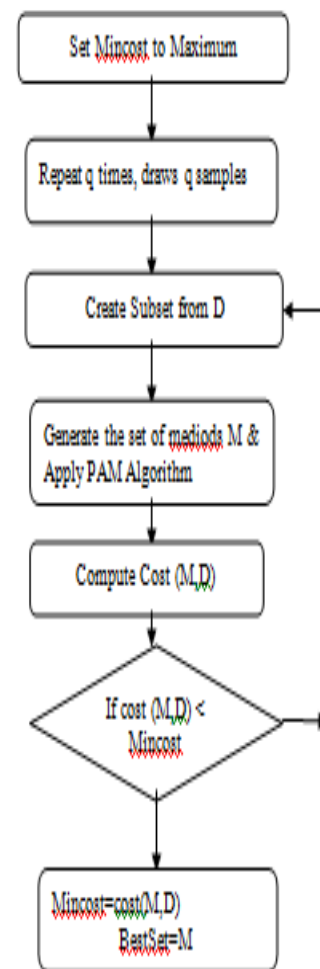 Set Mincost to Maximum
Repeat q times, draws q samples
Create Subset from D
Generate the set of mediods M &
Apply PAM Algorithm
Compute Cost (M,D)
If cost (M,D) <
Mincost
Mincost=cost(M,D)
BestSet=M